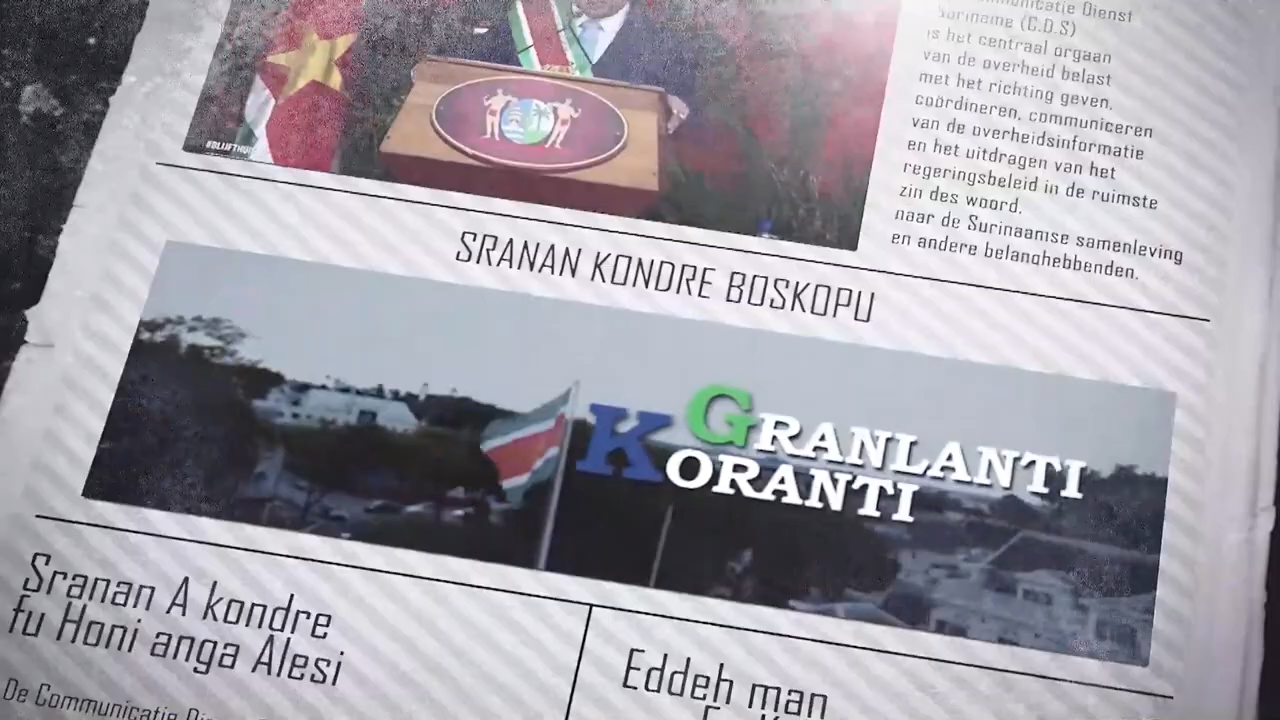 Suriname (C.D.S)
is het centraal orgaan
van de overheid belast
met het richting geven,
coördineren, communiceren
van de overheidsinformatie
en het uitdragen van het
regeringsbeleid in de ruimste
zin des woord.
naar de Surinaamse samenleving
en andere belanghebbenden.
SRANAN KONDRE BOSKOPU
GRANLANTI
KORANTI
Sranan A kondre
fu Honi anga Alesi
De Communicatie
Eddeh man